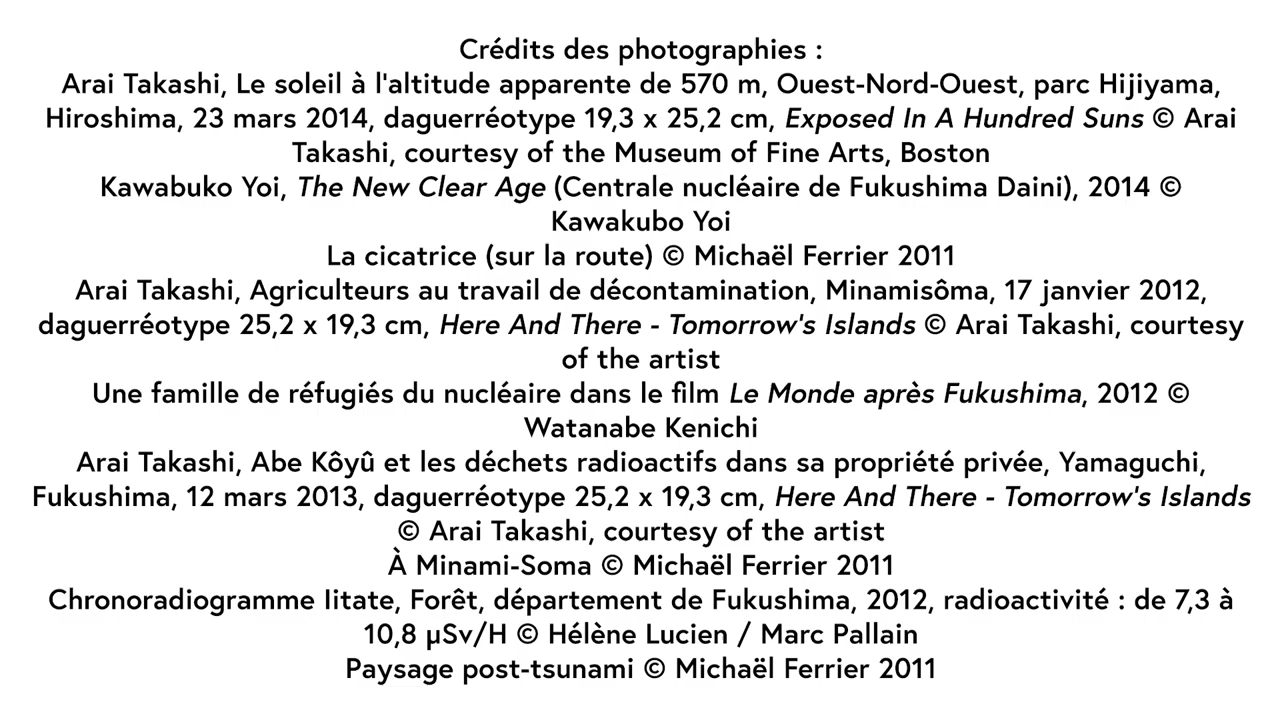 Crédits des photographies :
Arai Takashi, Le soleil à l'altitude apparente de 570 m, Ouest-Nord-Ouest, parc Hijiyama,
Hiroshima, 23 mars 2014, daguerréotype 19,3 x 25,2 cm, Exposed In A Hundred Suns © Arai
Takashi, courtesy of the Museum of Fine Arts, Boston
Kawabuko Yoi, The New Clear Age (Centrale nucléaire de Fukushima Daini), 2014 ©
Kawakubo Yoi
La cicatrice (sur la route) © Michaël Ferrier 2011
Arai Takashi, Agriculteurs au travail de décontamination, Minamisôma, 17 janvier 2012,
daguerréotype 25,2 x 19,3 cm, Here And There - Tomorrow's Islands © Arai Takashi, courtesy
of the artist
Une famille de réfugiés du nucléaire dans le film Le Monde après Fukushima, 2012 ©
Watanabe Kenichi
Arai Takashi, Abe Kôyû et les déchets radioactifs dans sa propriété privée, Yamaguchi,
Fukushima, 12 mars 2013, daguerréotype 25,2 x 19,3 cm, Here And There - Tomorrow's Islands
© Arai Takashi, courtesy of the artist
À Minami-Soma © Michaël Ferrier 2011
Chronoradiogramme Iitate, Forêt, département de Fukushima, 2012, radioactivité : de 7,3 à
10,8 µSv/H © Hélène Lucien / Marc Pallain
Paysage post-tsunami © Michaël Ferrier 2011